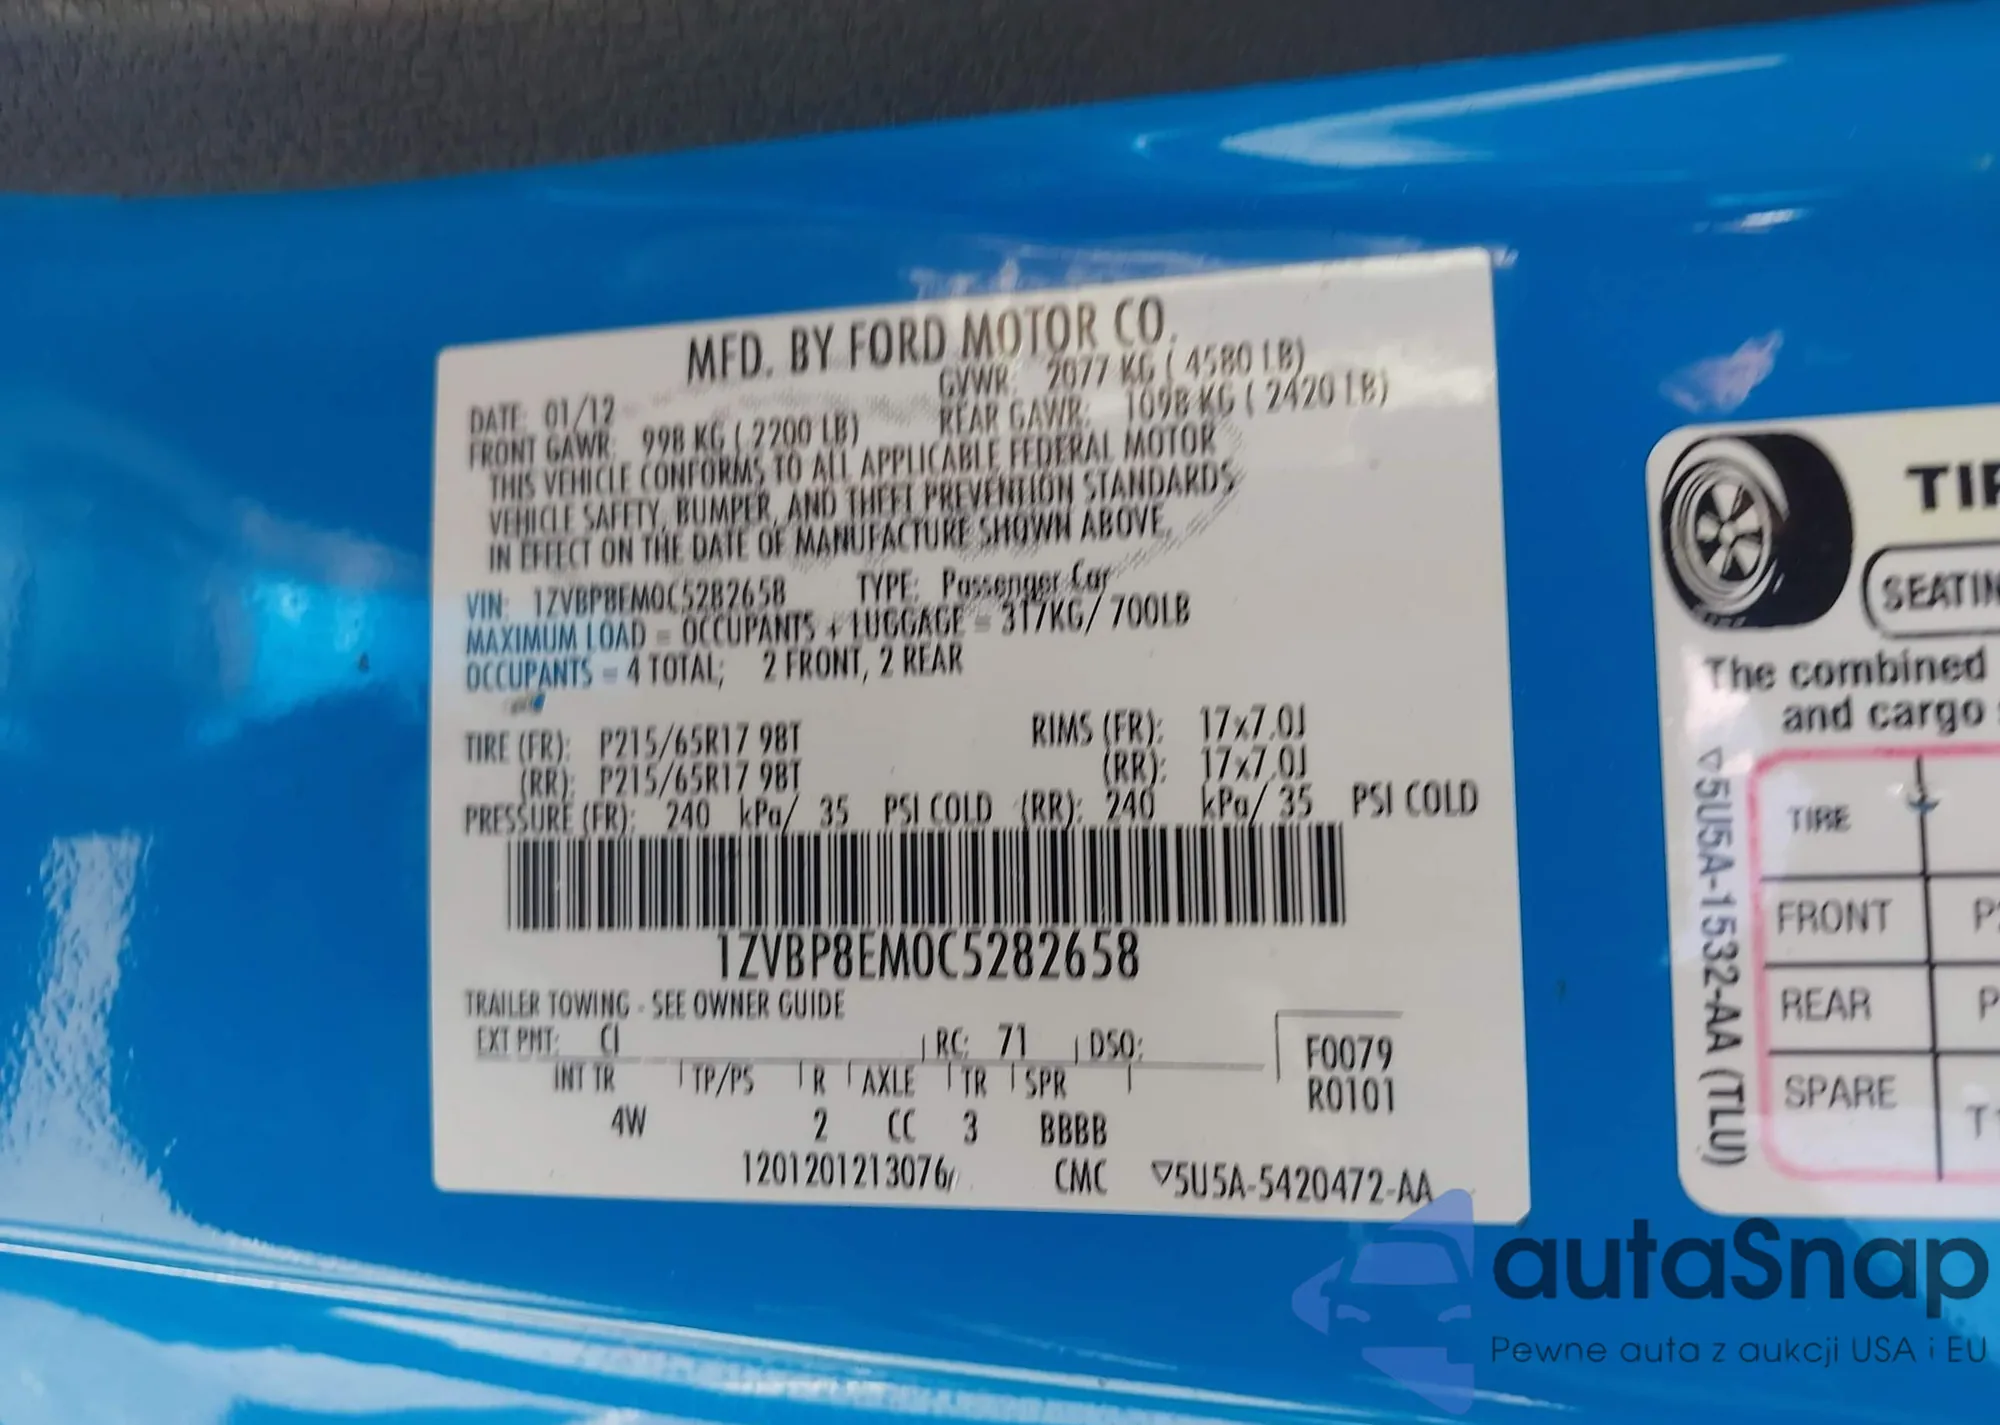 MFD. BY FORD MOTOR CO.
DATE: 01/12 GVWR: 2077 KG ( 4580 LB)
FRONT GAWR: 998 KG ( 2200 LB) REAR GAWR: 1098 KG ( 2420 LB)
THIS VEHICLE CONFORMS TO ALL APPLICABLE FEDERAL MOTOR
VEHICLE SAFETY, BUMPER, AND THEFT PREVENTION STANDARDS
IN EFFECT ON THE DATE OF MANUFACTURE SHOWN ABOVE.
VIN: 1ZVBP8EM0C5282658 TYPE: Passenger Car
MAXIMUM LOAD = OCCUPANTS + LUGGAGE = 317KG/ 700LB
OCCUPANTS = 4 TOTAL; 2 FRONT, 2 REAR
TIRE (FR): P215/65R17 98T RIMS (FR): 17x7.0J
(RR): P215/65R17 98T (RR): 17x7.0J
PRESSURE (FR): 240 kPa/ 35 PSI COLD (RR): 240 kPa/ 35 PSI COLD
1ZVBP8EM0C5282658
TRAILER TOWING - SEE OWNER GUIDE
EXT PNT: CI RC: 71 DSO: F0079
INT TR TP/PS R AXLE TR SPR R0101
4W 2 CC 3 BBBB
1201201213076/ CMC ▽5U5A-5420472-AA
SEATIN
The combined
and cargo
▽5U5A-1532-AA (TLU)
TIRE
FRONT
REAR
SPARE
autaSnap
Pewne auta z aukcji USA i EU